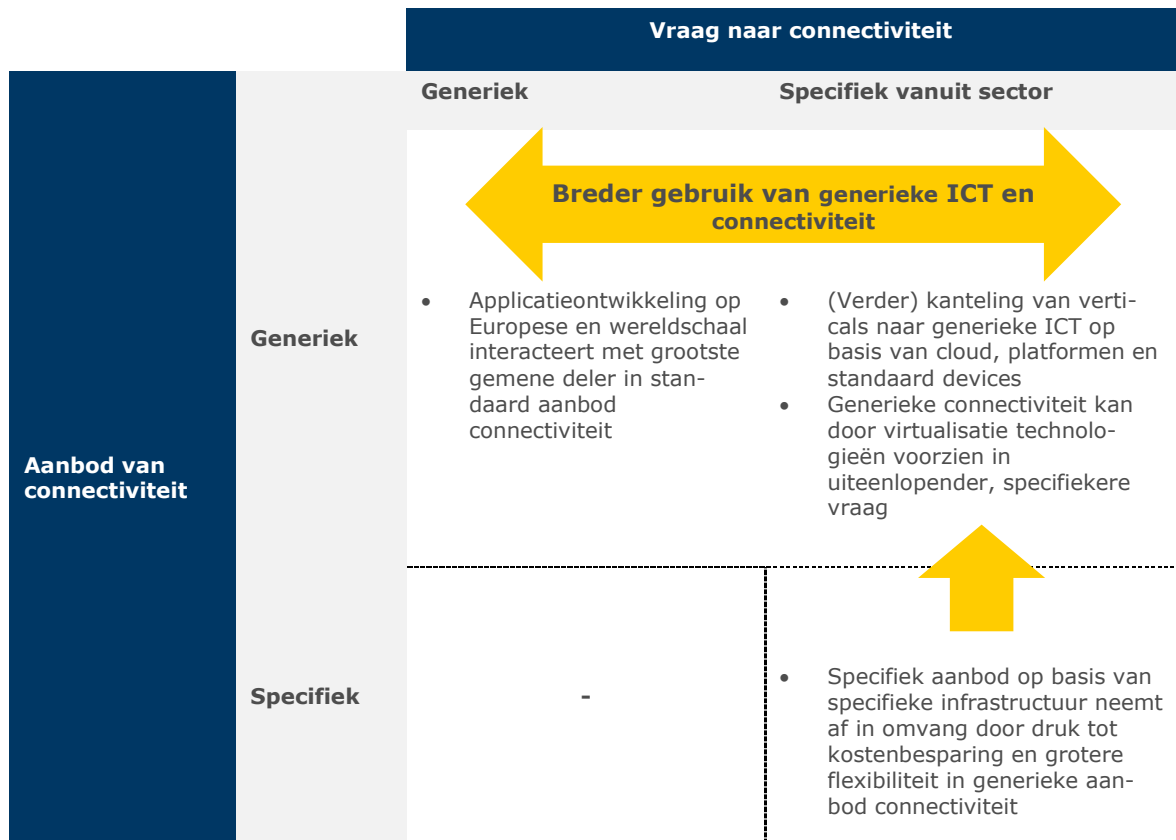 Vraag naar connectiviteit
Generiek
Specifiek vanuit sector
Breder gebruik van generieke ICT en
connectiviteit
Aanbod van
connectiviteit
Generiek
• Applicatieontwikkeling op
Europese en wereldschaal
interacteert met grootste
gemene deler in stan-
daard aanbod
connectiviteit
• (Verder) kanteling van verti-
cals naar generieke ICT op
basis van cloud, platformen en
standaard devices
• Generieke connectiviteit kan
door virtualisatie technolo-
gieën voorzien in
uiteenlopender, specifiekere
vraag
Specifiek
-
• Specifiek aanbod op basis van
specifieke infrastructuur neemt
af in omvang door druk tot
kostenbesparing en grotere
flexibiliteit in generieke aan-
bod connectiviteit